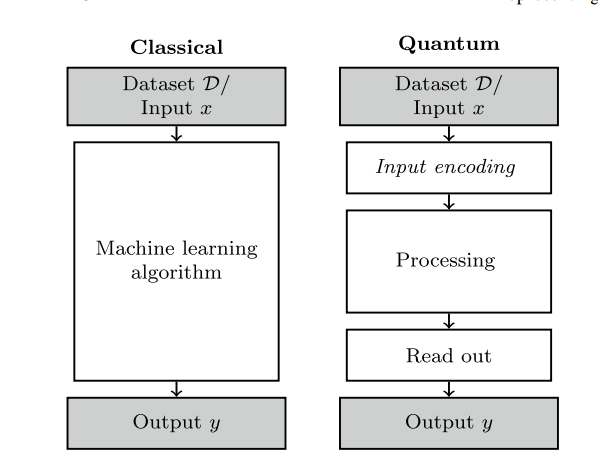 Classical
Dataset 𝒟/
Input x
Machine learning
algorithm
Output y
Quantum
Dataset 𝒟/
Input x
Input encoding
Processing
Read out
Output y